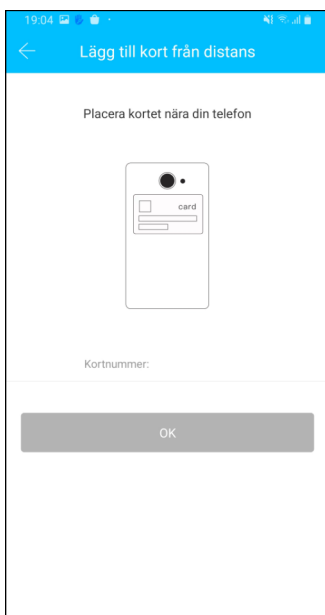 19:04
Lägg till kort från distans
Placera kortet nära din telefon
card
Kortnummer:
OK